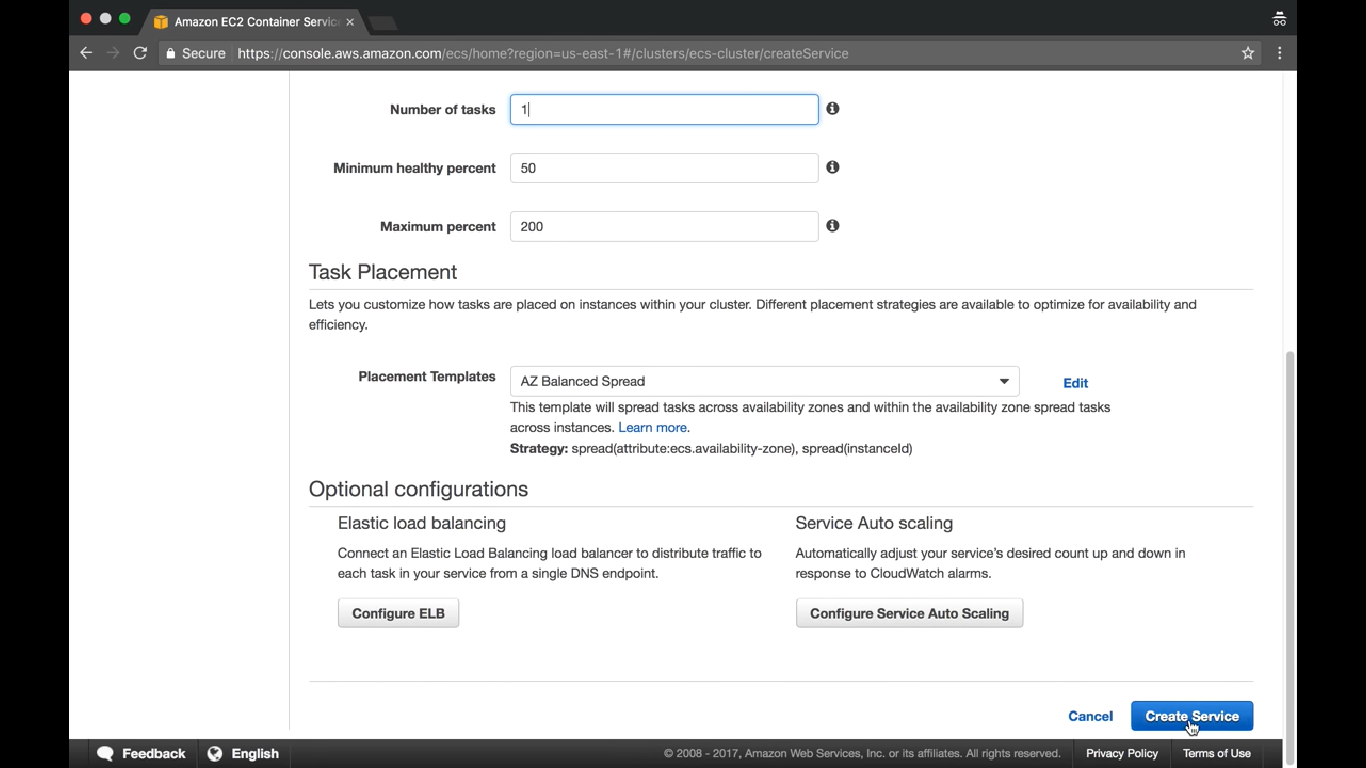 Amazon EC2 Container Servic
Secure https://console.aws.amazon.com/ecs/home?region=us-east-1#/clusters/ecs-cluster/createService
Number of tasks 1
Minimum healthy percent 50
Maximum percent 200
Task Placement
Lets you customize how tasks are placed on instances within your cluster. Different placement strategies are available to optimize for availability and
efficiency.
Placement Templates AZ Balanced Spread Edit
This template will spread tasks across availability zones and within the availability zone spread tasks
across instances. Learn more.
Strategy: spread(attribute:ecs.availability-zone), spread(instanceId)
Optional configurations
Elastic load balancing
Connect an Elastic Load Balancing load balancer to distribute traffic to
each task in your service from a single DNS endpoint.
Configure ELB
Service Auto scaling
Automatically adjust your service's desired count up and down in
response to CloudWatch alarms.
Configure Service Auto Scaling
Cancel Create Service
Feedback English © 2008 - 2017, Amazon Web Services, Inc. or its affiliates. All rights reserved. Privacy Policy Terms of Use